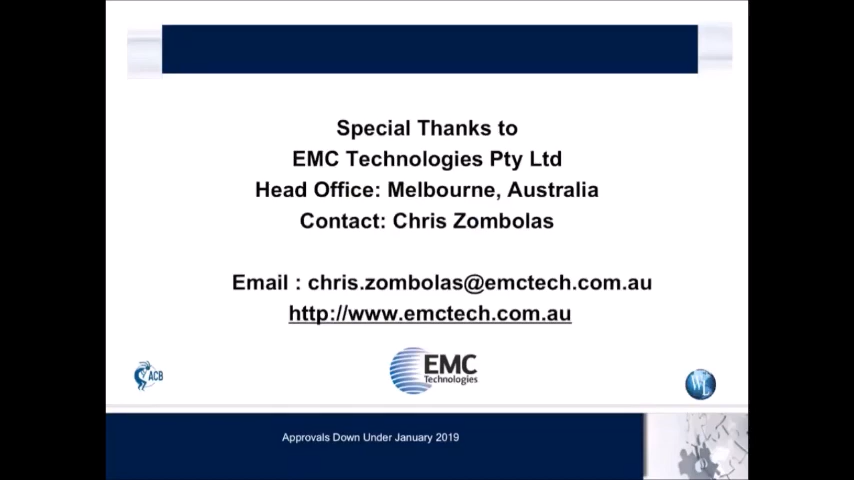 Special Thanks to
EMC Technologies Pty Ltd
Head Office: Melbourne, Australia
Contact: Chris Zombolas
Email : chris.zombolas@emctech.com.au
http://www.emctech.com.au
ACB
EMC
Technologies
WL
Approvals Down Under January 2019